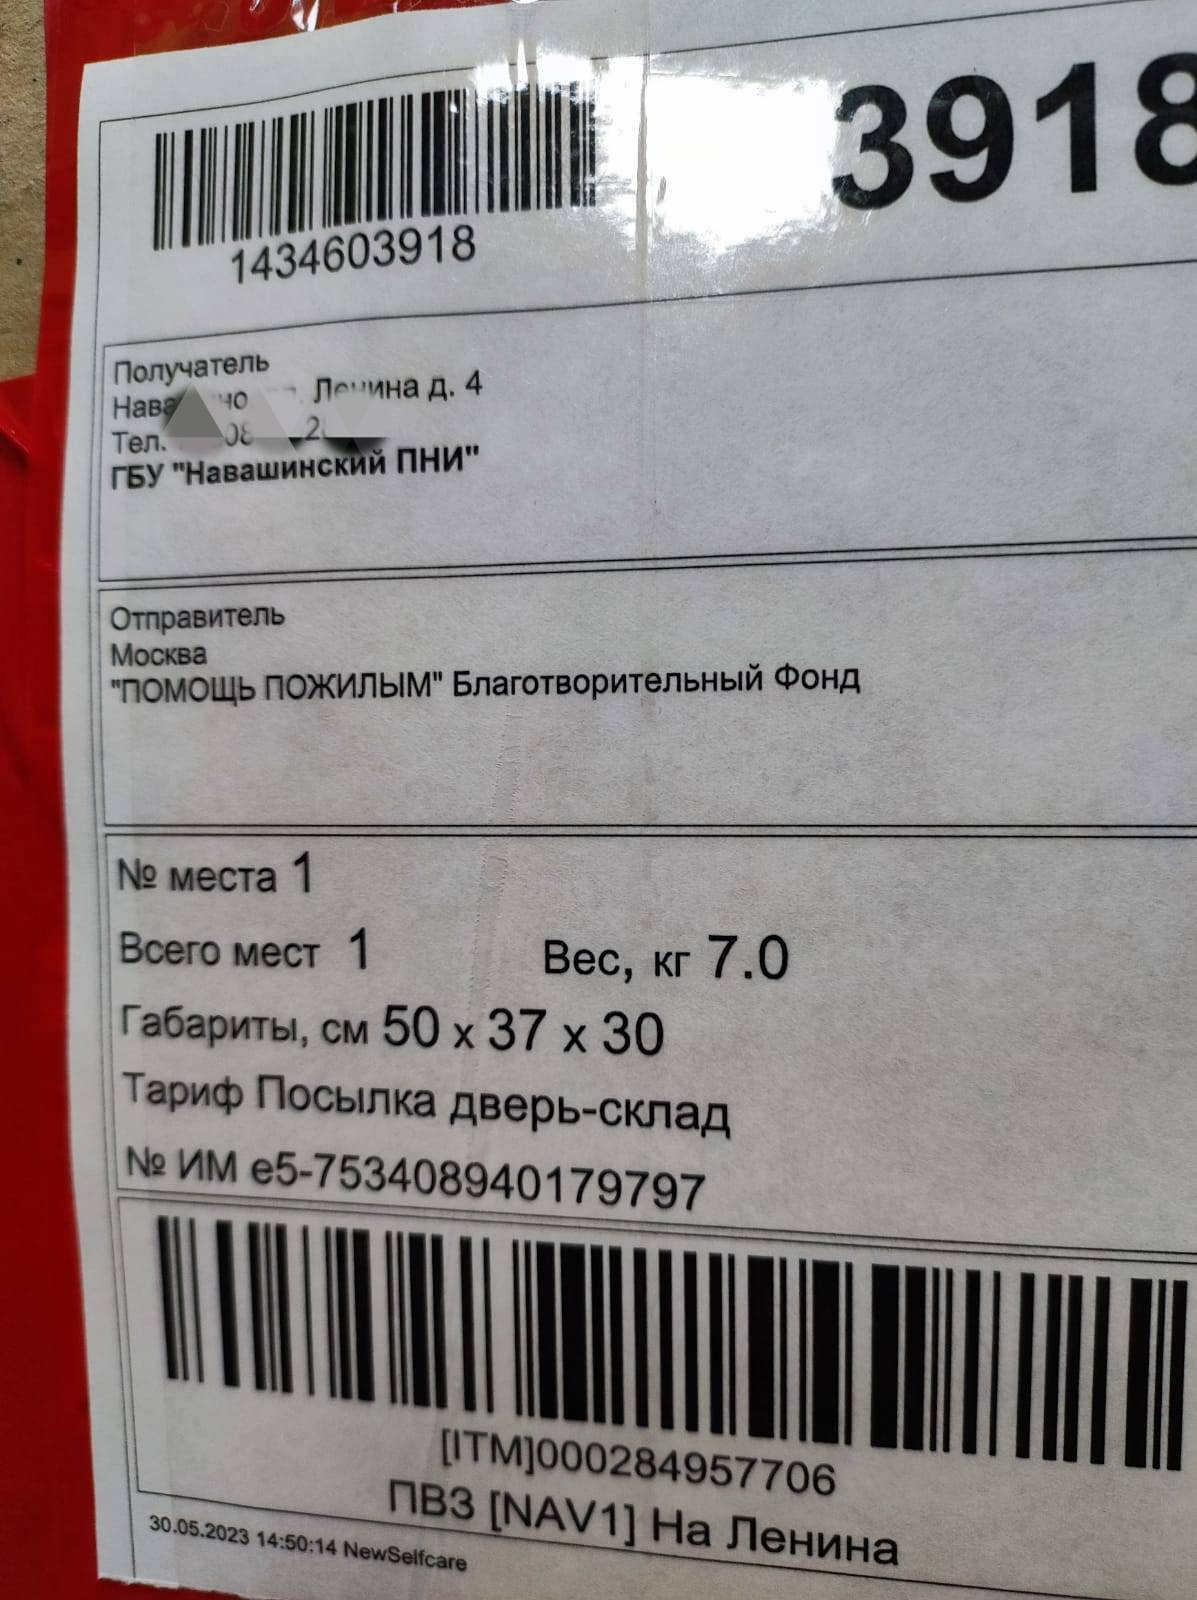 3918
1434603918
Получатель
Ленина д. 4
Тел.
ГБУ "Навашинский ПНИ"
Отправитель
Москва
"ПОМОЩЬ ПОЖИЛЫМ" Благотворительный Фонд
№ места 1
Всего мест 1 Вес, кг 7.0
Габариты, см 50 x 37 x 30
Тариф Посылка дверь-склад
№ ИМ e5-753408940179797
[ITM]000284957706
ПВЗ [NAV1] На Ленина
30.05.2023 14:50:14 NewSelfcare